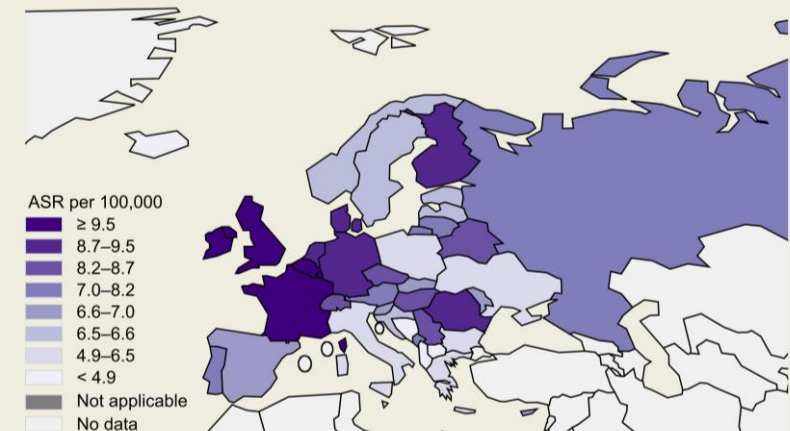 ASR per 100,000
≥ 9.5
8.7–9.5
8.2–8.7
7.0–8.2
6.6–7.0
6.5–6.6
4.9–6.5
< 4.9
Not applicable
No data